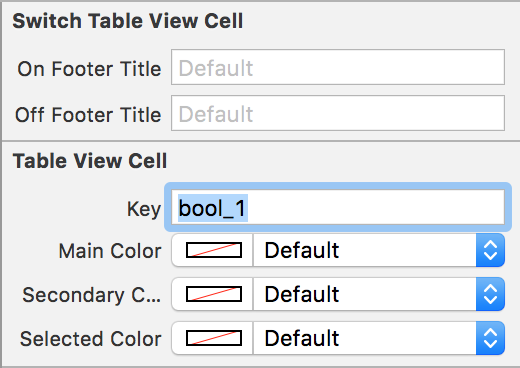 Switch Table View Cell
On Footer Title Default
Off Footer Title Default
Table View Cell
Key bool_1
Main Color Default
Secondary C... Default
Selected Color Default